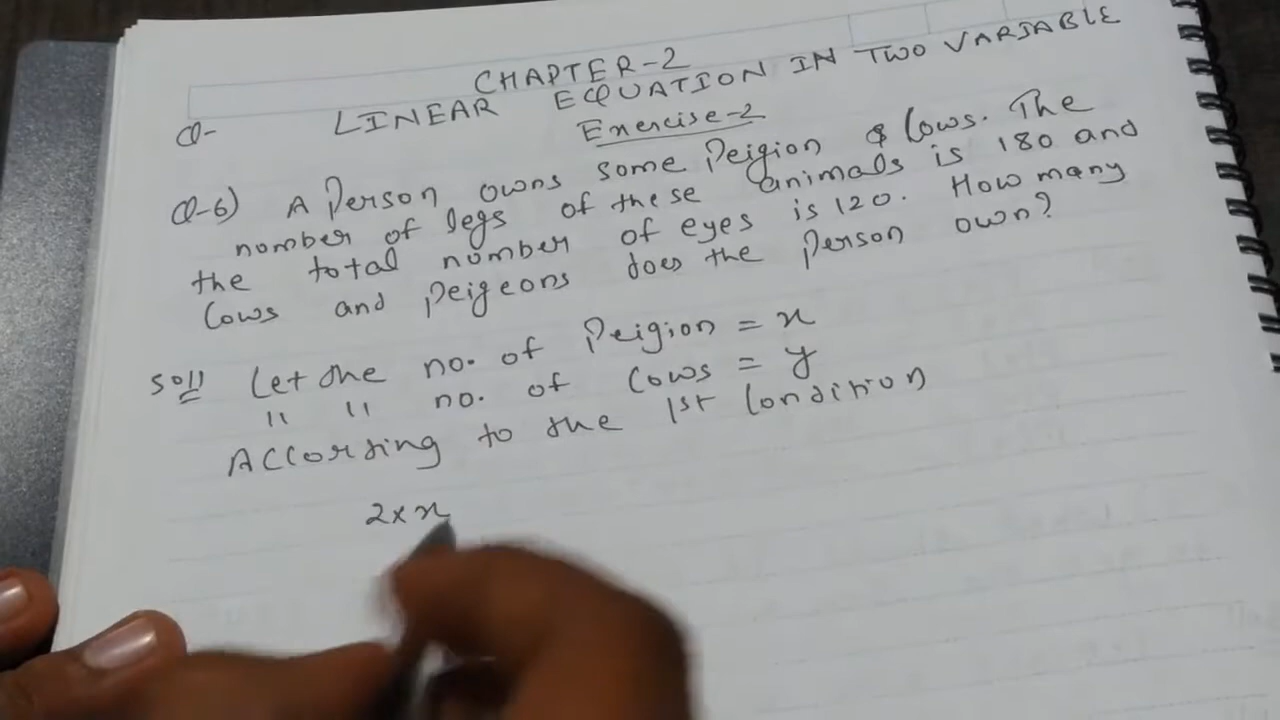 CHAPTER-2
Q- LINEAR EQUATION IN TWO VARIABLE
Exercise-2
Q-6) A Person owns some Peigion & Cows. The
number of legs of these animals is 180 and
the total number of eyes is 120. How many
Cows and peigeons does the person own?
Soll Let the no. of Peigion = x
" " no. of Cows = y
ACCording to the 1st Condition
2 × x